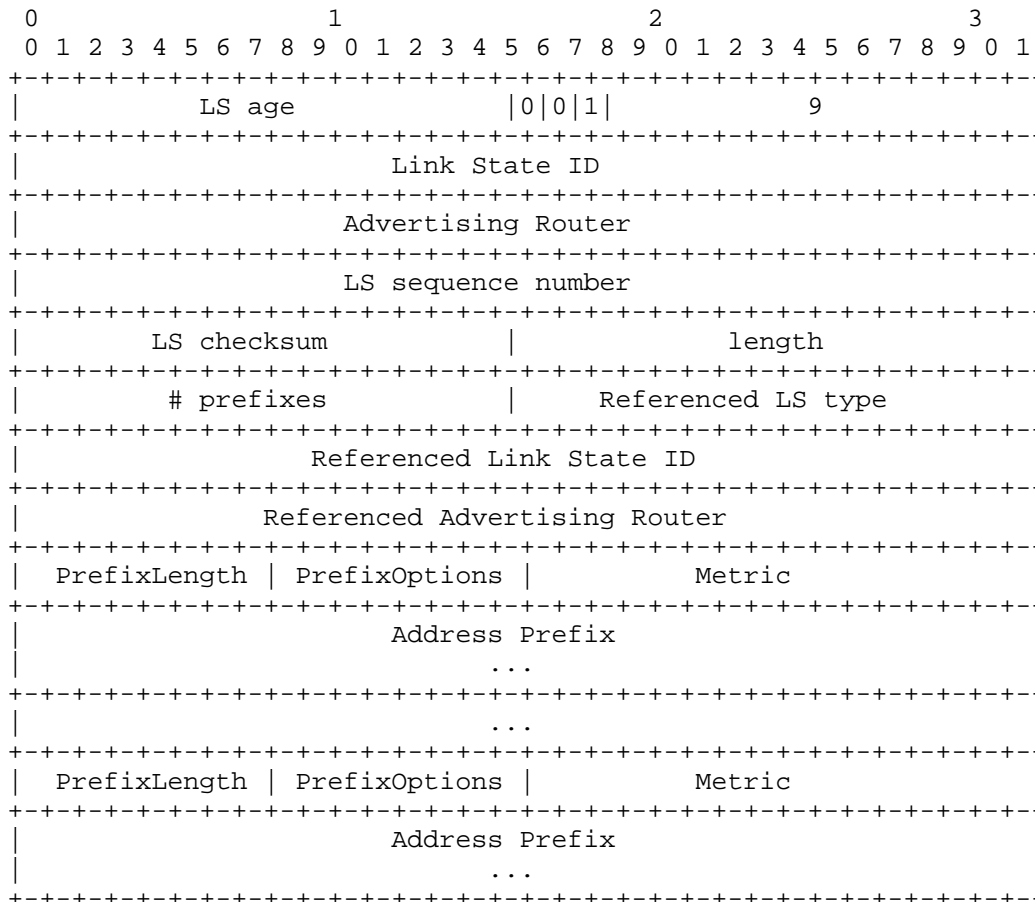 0                   1                   2                   3
 0 1 2 3 4 5 6 7 8 9 0 1 2 3 4 5 6 7 8 9 0 1 2 3 4 5 6 7 8 9 0 1
+-+-+-+-+-+-+-+-+-+-+-+-+-+-+-+-+-+-+-+-+-+-+-+-+-+-+-+-+-+-+-+-
|           LS age             |0|0|1|            9
+-+-+-+-+-+-+-+-+-+-+-+-+-+-+-+-+-+-+-+-+-+-+-+-+-+-+-+-+-+-+-+-
|                       Link State ID
+-+-+-+-+-+-+-+-+-+-+-+-+-+-+-+-+-+-+-+-+-+-+-+-+-+-+-+-+-+-+-+-
|                    Advertising Router
+-+-+-+-+-+-+-+-+-+-+-+-+-+-+-+-+-+-+-+-+-+-+-+-+-+-+-+-+-+-+-+-
|                    LS sequence number
+-+-+-+-+-+-+-+-+-+-+-+-+-+-+-+-+-+-+-+-+-+-+-+-+-+-+-+-+-+-+-+-
|        LS checksum           |             length
+-+-+-+-+-+-+-+-+-+-+-+-+-+-+-+-+-+-+-+-+-+-+-+-+-+-+-+-+-+-+-+-
|         # prefixes           |     Referenced LS type
+-+-+-+-+-+-+-+-+-+-+-+-+-+-+-+-+-+-+-+-+-+-+-+-+-+-+-+-+-+-+-+-
|                  Referenced Link State ID
+-+-+-+-+-+-+-+-+-+-+-+-+-+-+-+-+-+-+-+-+-+-+-+-+-+-+-+-+-+-+-+-
|               Referenced Advertising Router
+-+-+-+-+-+-+-+-+-+-+-+-+-+-+-+-+-+-+-+-+-+-+-+-+-+-+-+-+-+-+-+-
|  PrefixLength | PrefixOptions |          Metric
+-+-+-+-+-+-+-+-+-+-+-+-+-+-+-+-+-+-+-+-+-+-+-+-+-+-+-+-+-+-+-+-
|                       Address Prefix
|                             ...
+-+-+-+-+-+-+-+-+-+-+-+-+-+-+-+-+-+-+-+-+-+-+-+-+-+-+-+-+-+-+-+-
|                             ...
+-+-+-+-+-+-+-+-+-+-+-+-+-+-+-+-+-+-+-+-+-+-+-+-+-+-+-+-+-+-+-+-
|  PrefixLength | PrefixOptions |          Metric
+-+-+-+-+-+-+-+-+-+-+-+-+-+-+-+-+-+-+-+-+-+-+-+-+-+-+-+-+-+-+-+-
|                       Address Prefix
|                             ...
+-+-+-+-+-+-+-+-+-+-+-+-+-+-+-+-+-+-+-+-+-+-+-+-+-+-+-+-+-+-+-+-